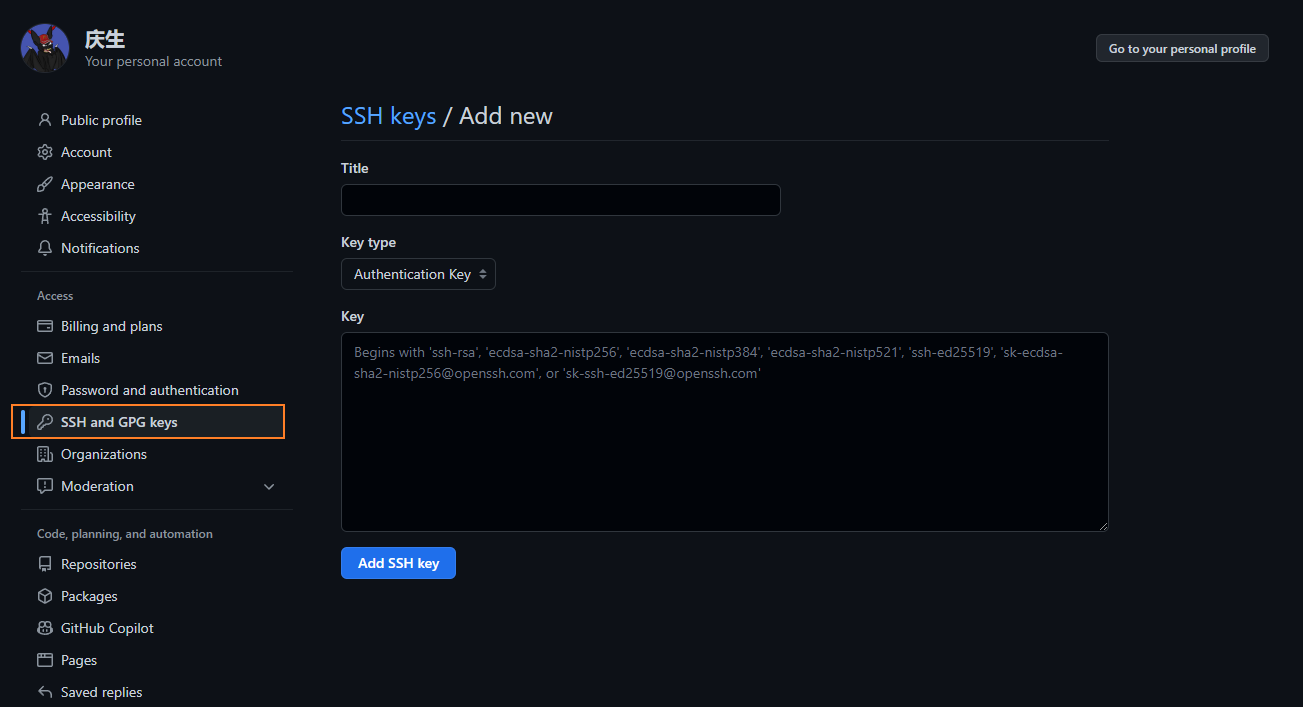 庆生
Your personal account
Go to your personal profile
Public profile
Account
Appearance
Accessibility
Notifications
Access
Billing and plans
Emails
Password and authentication
SSH and GPG keys
Organizations
Moderation
Code, planning, and automation
Repositories
Packages
GitHub Copilot
Pages
Saved replies
SSH keys / Add new
Title
Key type
Authentication Key
Key
Begins with 'ssh-rsa', 'ecdsa-sha2-nistp256', 'ecdsa-sha2-nistp384', 'ecdsa-sha2-nistp521', 'ssh-ed25519', 'sk-ecdsa-
sha2-nistp256@openssh.com', or 'sk-ssh-ed25519@openssh.com'
Add SSH key